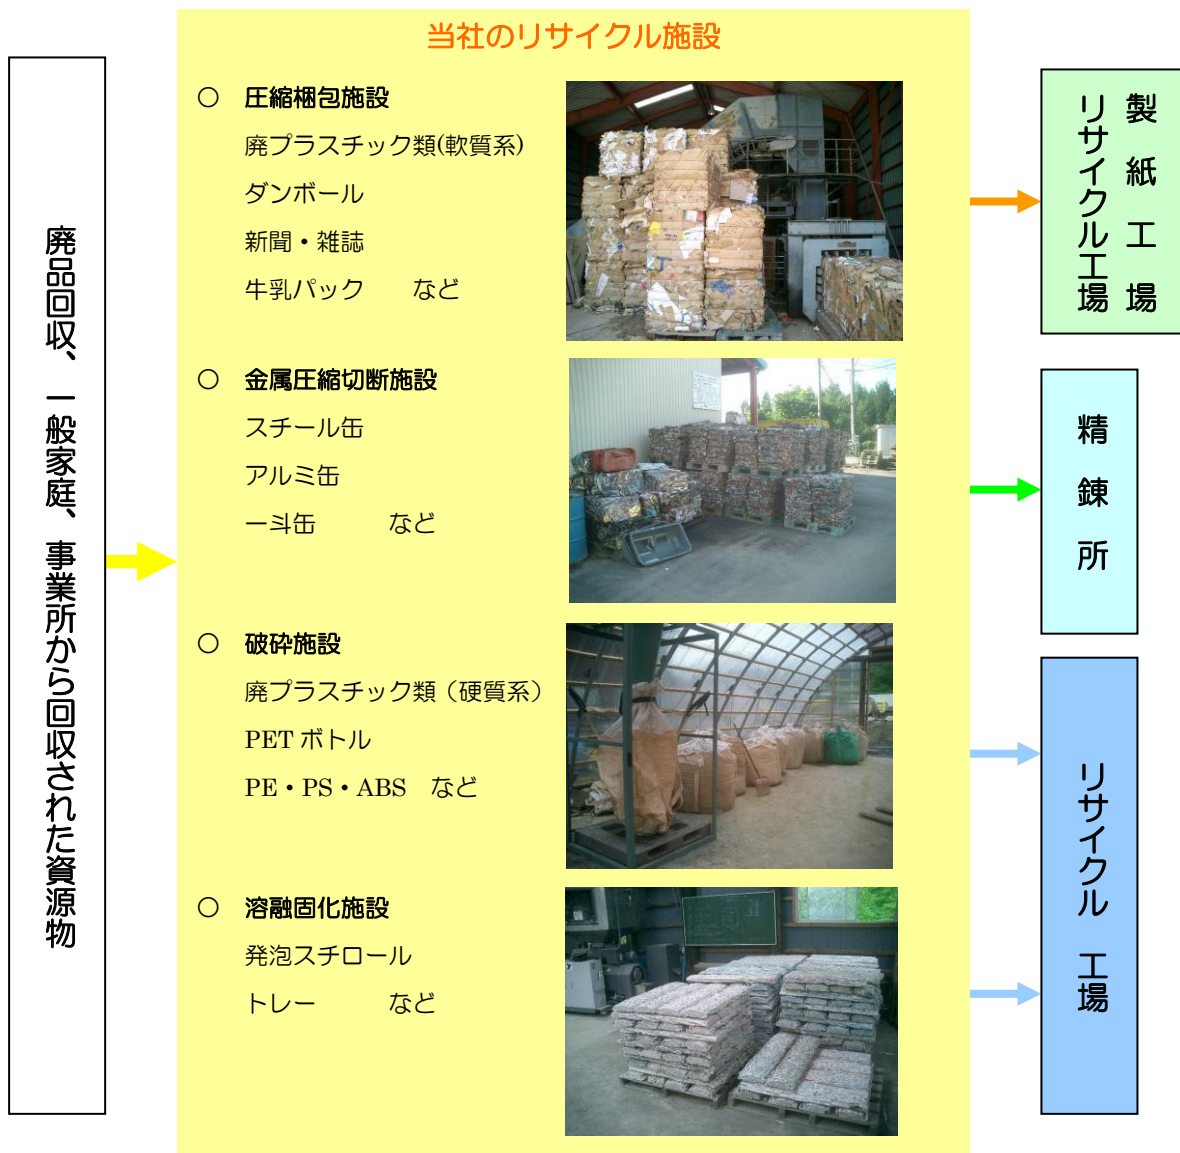 当社のリサイクル施設
廃品回収、一般家庭、事業所から回収された資源物
○ 圧縮梱包施設
廃プラスチック類(軟質系)
ダンボール
新聞・雑誌
牛乳パック　　など
○ 金属圧縮切断施設
スチール缶
アルミ缶
一斗缶　　　など
○ 破砕施設
廃プラスチック類（硬質系）
PET ボトル
PE・PS・ABS　など
○ 溶融固化施設
発泡スチロール
トレー　　　など
製紙工場
リサイクル工場
精錬所
リサイクル 工場